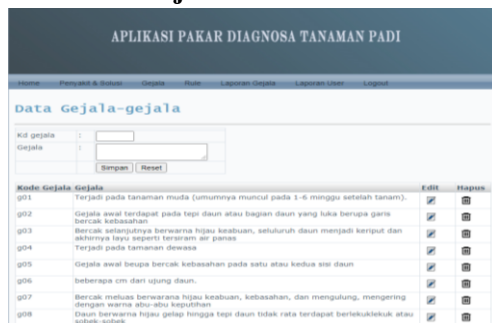 APLIKASI PAKAR DIAGNOSA TANAMAN PADI
Home Penyakit & Solusi Gejala Rule Laporan Gejala Laporan User Logout
Data Gejala-gejala
Kd gejala :
Gejala :
Simpan Reset
Kode Gejala Gejala Edit Hapus
g01 Terjadi pada tanaman muda (umumnya muncul pada 1-6 minggu setelah tanam).
g02 Gejala awal terdapat pada tepi daun atau bagian daun yang luka berupa garis
bercak kebasahan
g03 Bercak selanjutnya berwarna hijau keabuan, seluluruh daun menjadi keriput dan
akhirnya layu seperti tersiram air panas
g04 Terjadi pada tanaman dewasa
g05 Gejala awal beupa bercak kebasahan pada satu atau kedua sisi daun
g06 beberapa cm dari ujung daun.
g07 Bercak meluas berwarana hijau keabuan, kebasahan, dan mengulung, mengering
dengan warna abu-abu keputihan
g08 Daun berwarna hijau gelap hingga tepi daun tidak rata terdapat berlekuklekuk atau
sobek-sobek